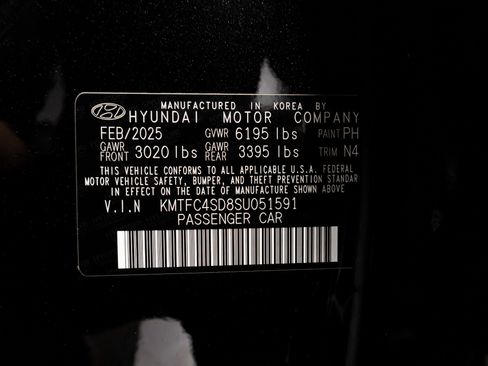 MANUFACTURED IN KOREA BY
HYUNDAI MOTOR COMPANY
FEB/2025 GVWR 6195 lbs PAINT PH
GAWR FRONT 3020 lbs GAWR REAR 3395 lbs TRIM N4
THIS VEHICLE CONFORMS TO ALL APPLICABLE U.S.A. FEDERAL
MOTOR VEHICLE SAFETY, BUMPER, AND THEFT PREVENTION STANDAR
IN EFFECT ON THE DATE OF MANUFACTURE SHOWN ABOVE.
V.I.N KMTFC4SD8SU051591
PASSENGER CAR